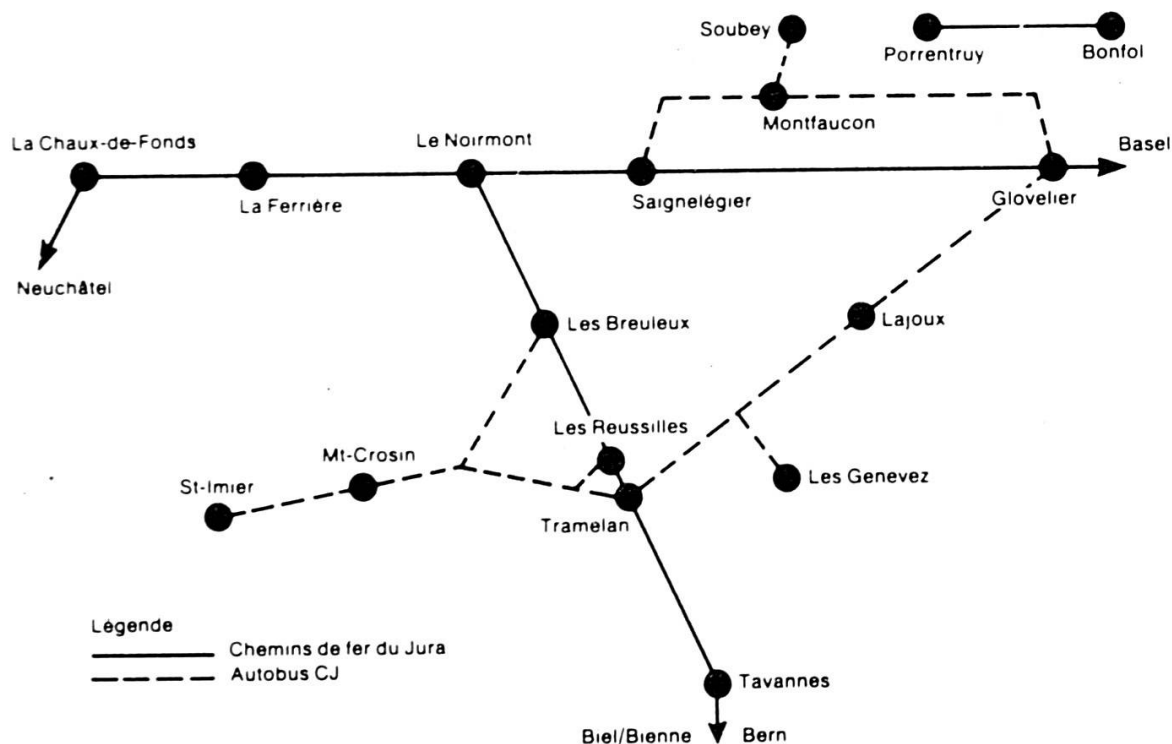 Soubey
Porrentruy
Bonfol
Montfaucon
La Chaux-de-Fonds
Le Noirmont
Basel
La Ferrière
Saignelégier
Glovelier
Neuchâtel
Les Breuleux
Lajoux
Les Reussilles
Mt-Crosin
St-Imier
Les Genevez
Tramelan
Légende
Chemins de fer du Jura
Autobus CJ
Tavannes
Biel/Bienne
Bern